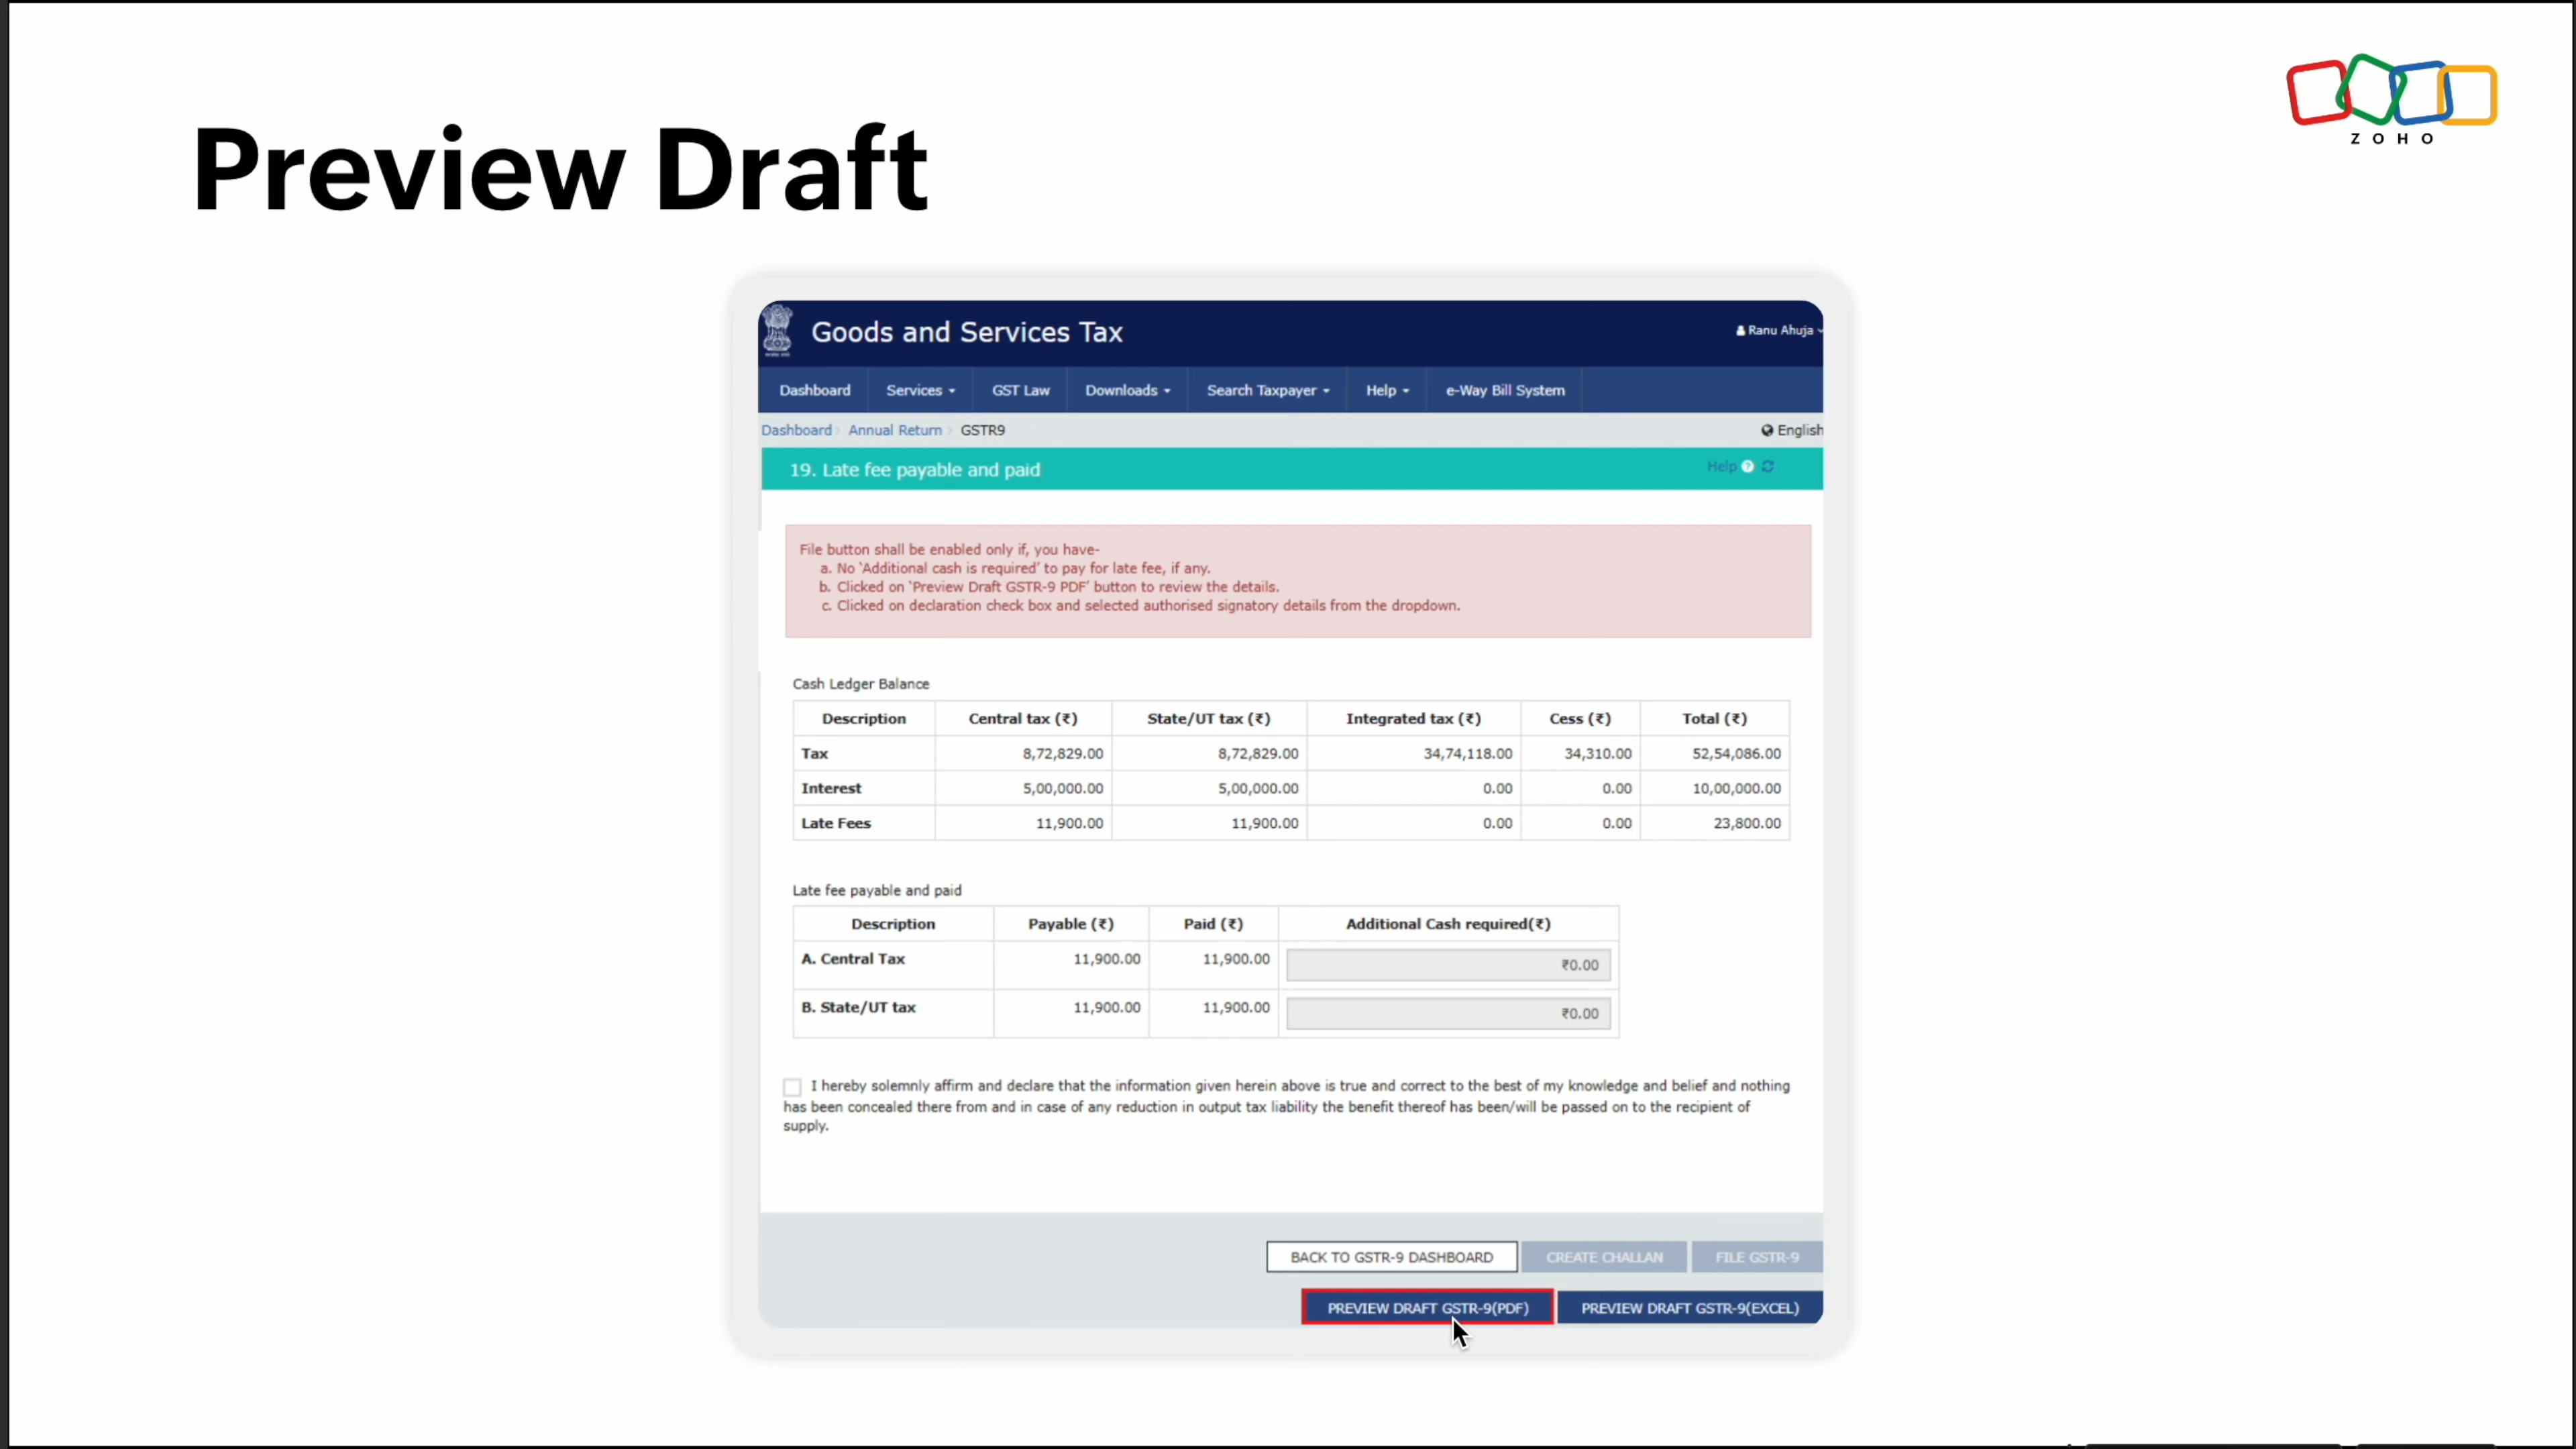 Preview Draft
ZOHO
Goods and Services Tax
Ranu Ahuja
Dashboard Services GST Law Downloads Search Taxpayer Help e-Way Bill System
Dashboard Annual Return GSTR9
English
19. Late fee payable and paid
Help
File button shall be enabled only if, you have-
a. No 'Additional cash is required' to pay for late fee, if any.
b. Clicked on 'Preview Draft GSTR-9 PDF' button to review the details.
c. Clicked on declaration check box and selected authorised signatory details from the dropdown.
Cash Ledger Balance
Description Central tax (₹) State/UT tax (₹) Integrated tax (₹) Cess (₹) Total (₹)
Tax 8,72,829.00 8,72,829.00 34,74,118.00 34,310.00 52,54,086.00
Interest 5,00,000.00 5,00,000.00 0.00 0.00 10,00,000.00
Late Fees 11,900.00 11,900.00 0.00 0.00 23,800.00
Late fee payable and paid
Description Payable (₹) Paid (₹) Additional Cash required(₹)
A. Central Tax 11,900.00 11,900.00 ₹0.00
B. State/UT tax 11,900.00 11,900.00 ₹0.00
I hereby solemnly affirm and declare that the information given herein above is true and correct to the best of my knowledge and belief and nothing
has been concealed there from and in case of any reduction in output tax liability the benefit thereof has been/will be passed on to the recipient of
supply.
BACK TO GSTR-9 DASHBOARD CREATE CHALLAN FILE GSTR-9
PREVIEW DRAFT GSTR-9(PDF) PREVIEW DRAFT GSTR-9(EXCEL)